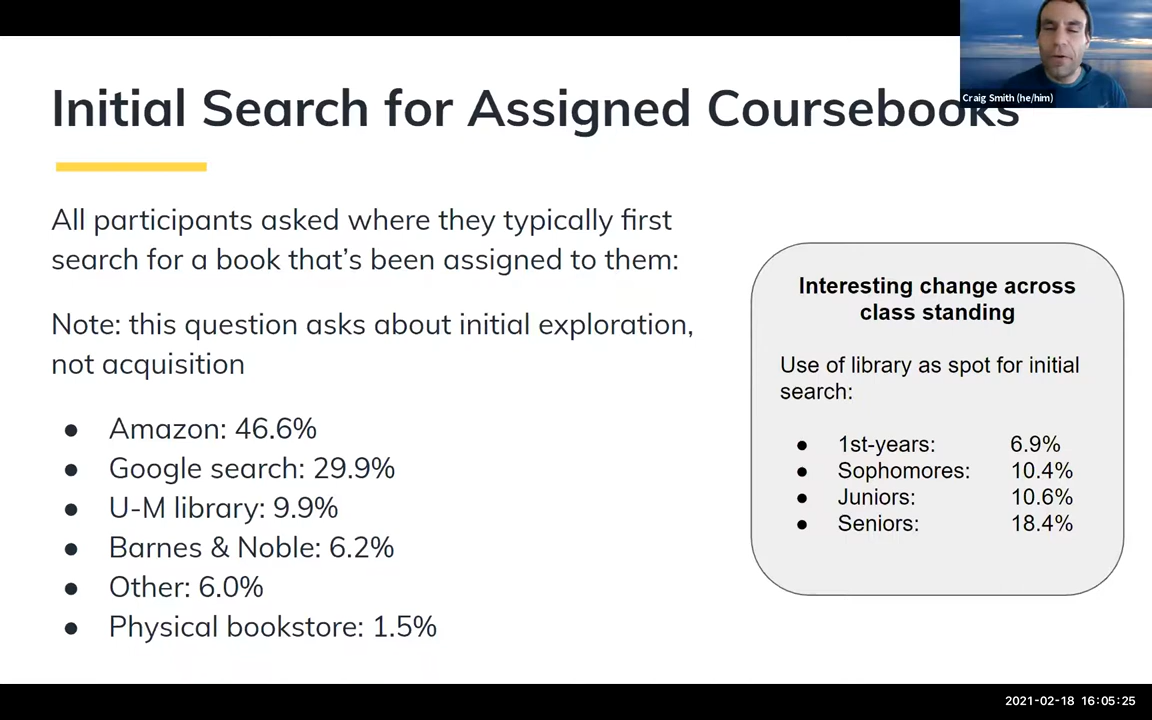 Initial Search for Assigned Coursebooks
Craig Smith (he/him)
All participants asked where they typically first
search for a book that’s been assigned to them:
Note: this question asks about initial exploration,
not acquisition
● Amazon: 46.6%
● Google search: 29.9%
● U-M library: 9.9%
● Barnes & Noble: 6.2%
● Other: 6.0%
● Physical bookstore: 1.5%
Interesting change across
class standing
Use of library as spot for initial
search:
● 1st-years: 6.9%
● Sophomores: 10.4%
● Juniors: 10.6%
● Seniors: 18.4%
2021-02-18 16:05:25